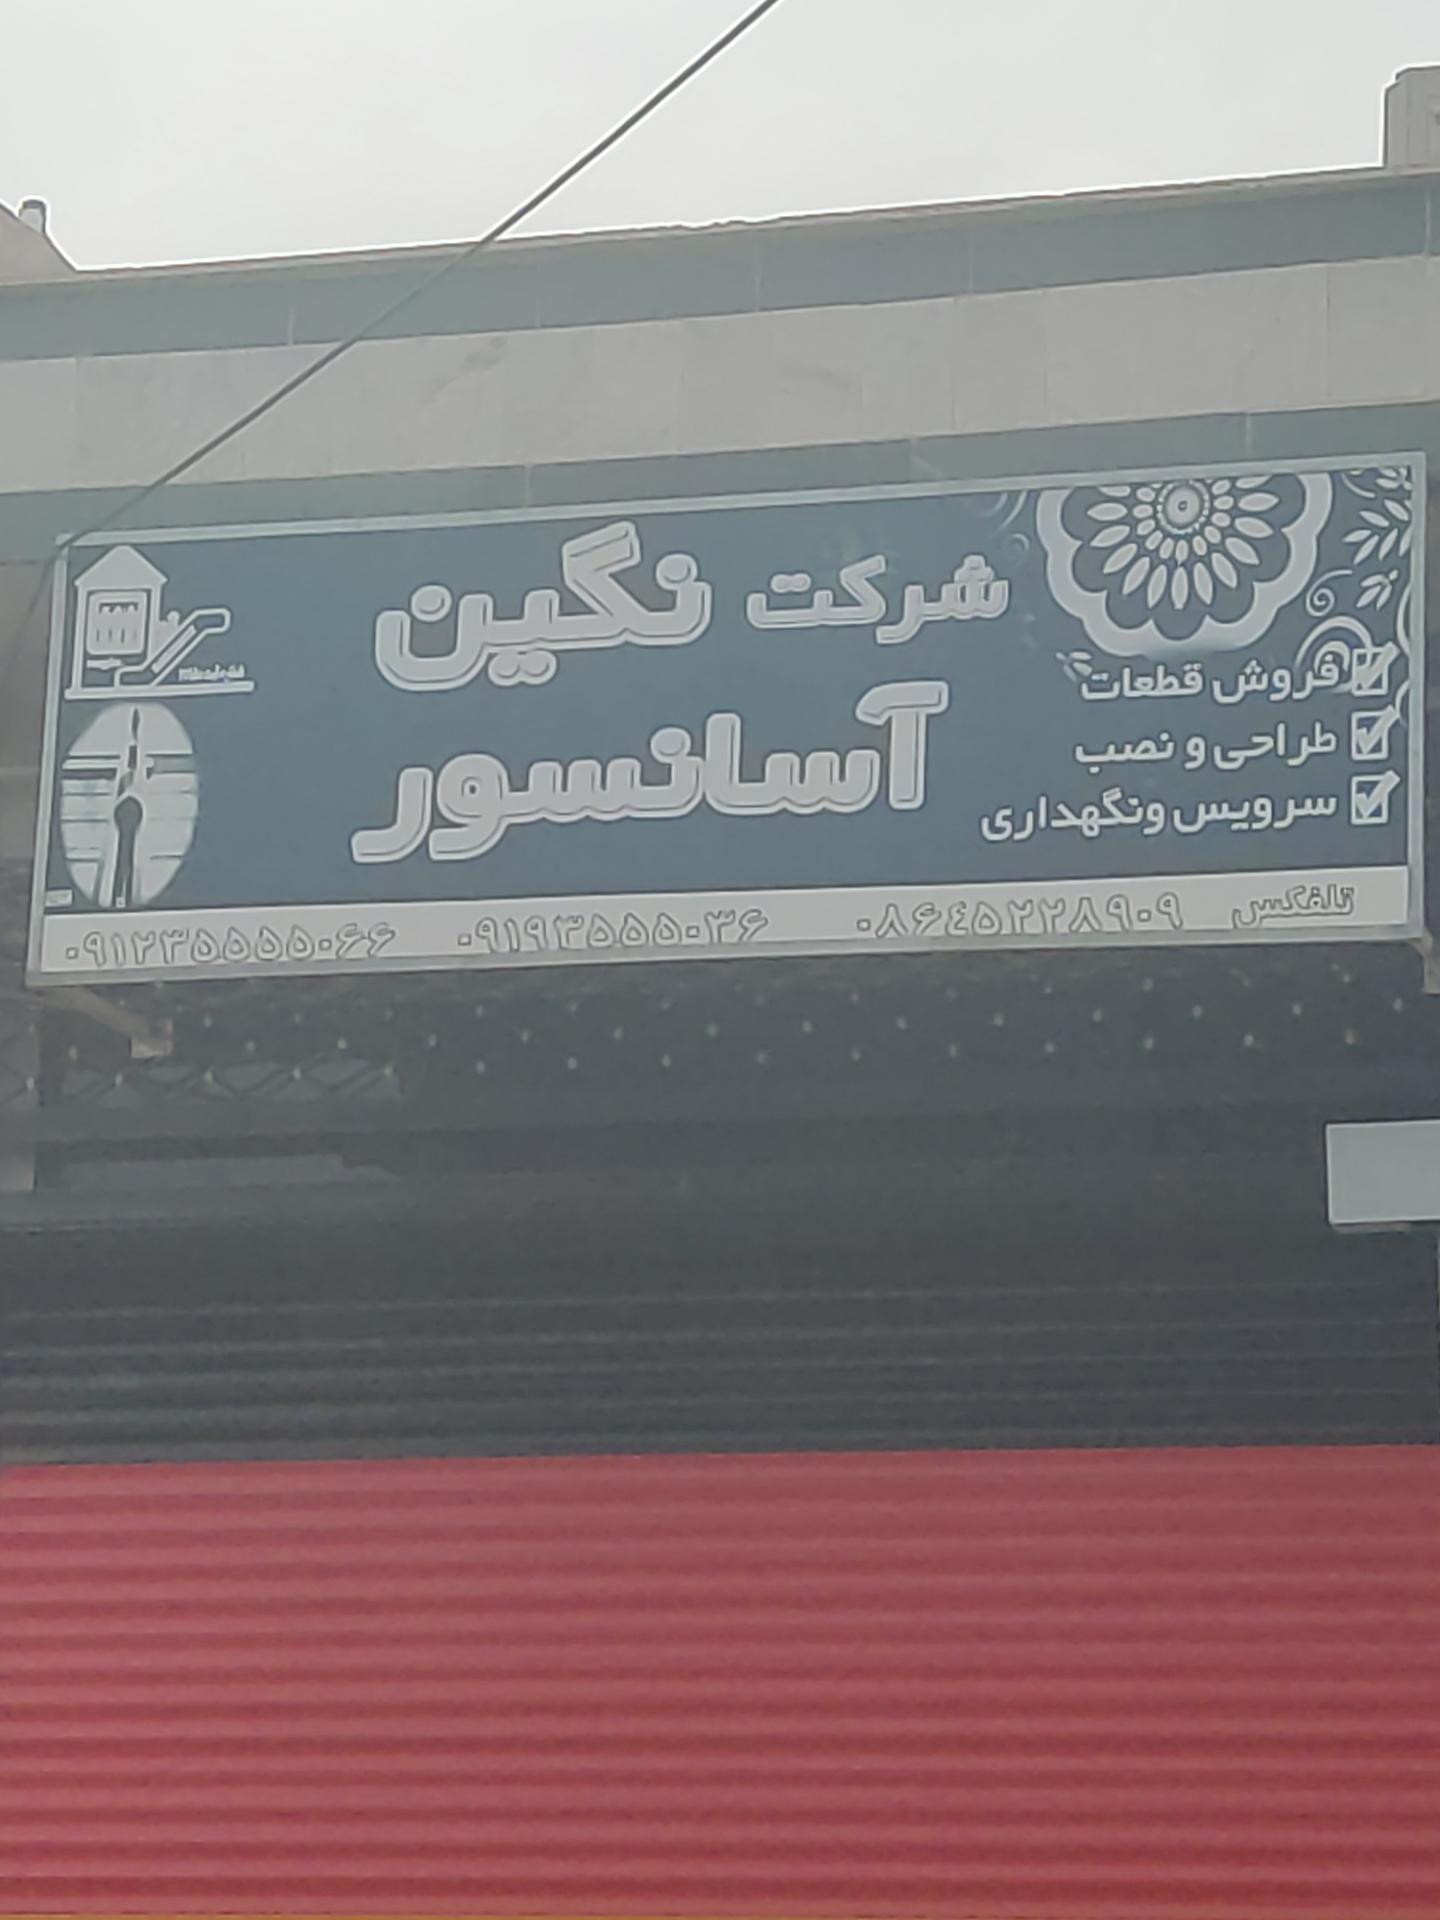 شرکت نگین
آسانسور
فروش قطعات
طراحی و نصب
سرویس ونگهداری
تلفکس ۰۸۶۴۵۲۲۸۹۰۹
۰۹۱۹۳۵۵۵۰۳۶
۰۹۱۲۳۵۵۵۵۰۶۶